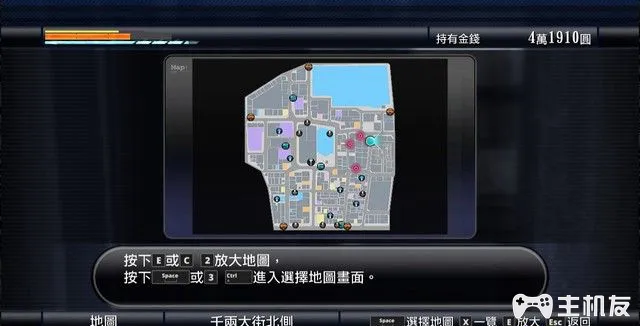 持有金錢 4萬1910圓
Map:
按下 E 或 C 2 放大地圖，
按下 Space 或 3 Ctrl 進入選擇地圖畫面。
地圖 千兩大街北側 Space 選擇地圖 X 一覽 E 放大 Esc 返回
主机友